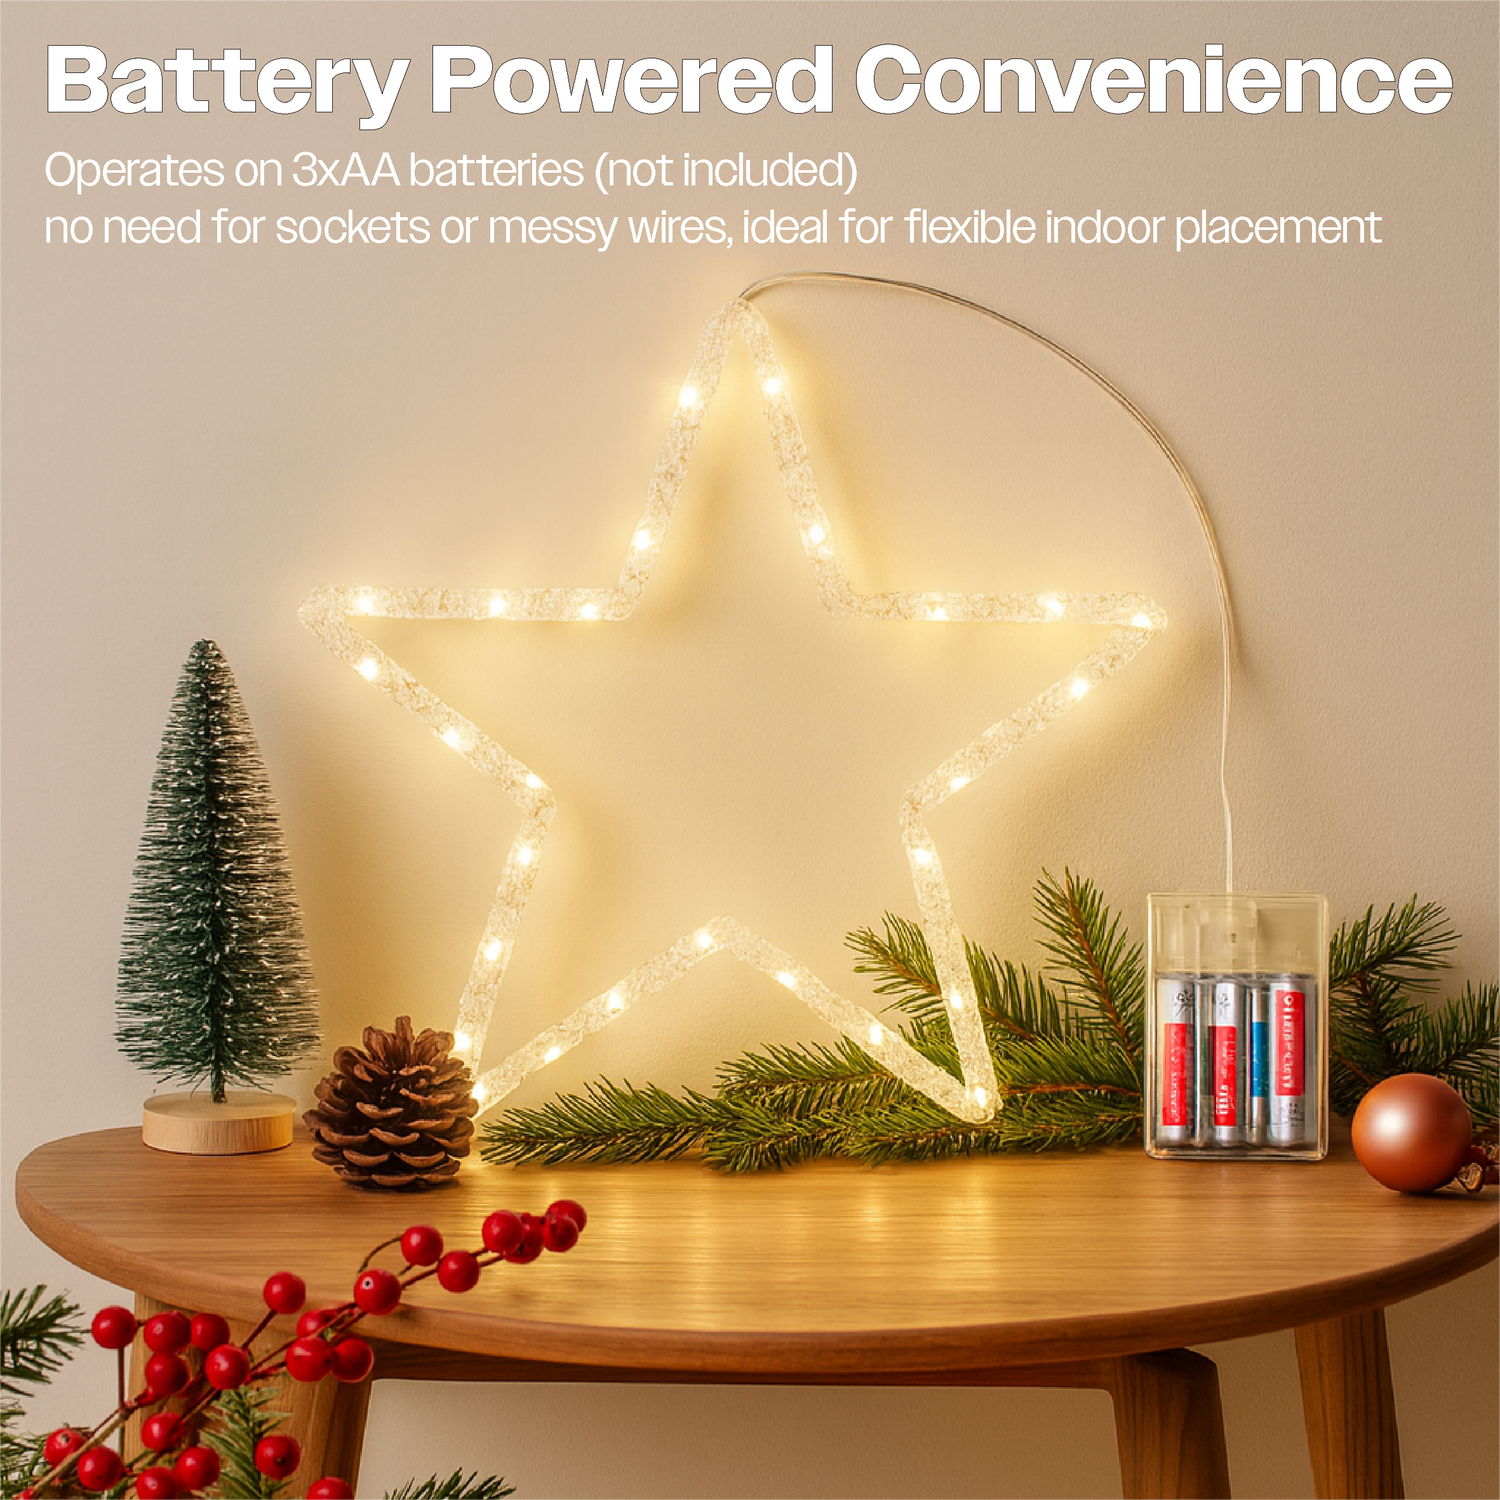 Battery Powered Convenience
Operates on 3xAA batteries (not included)
no need for sockets or messy wires, ideal for flexible indoor placement